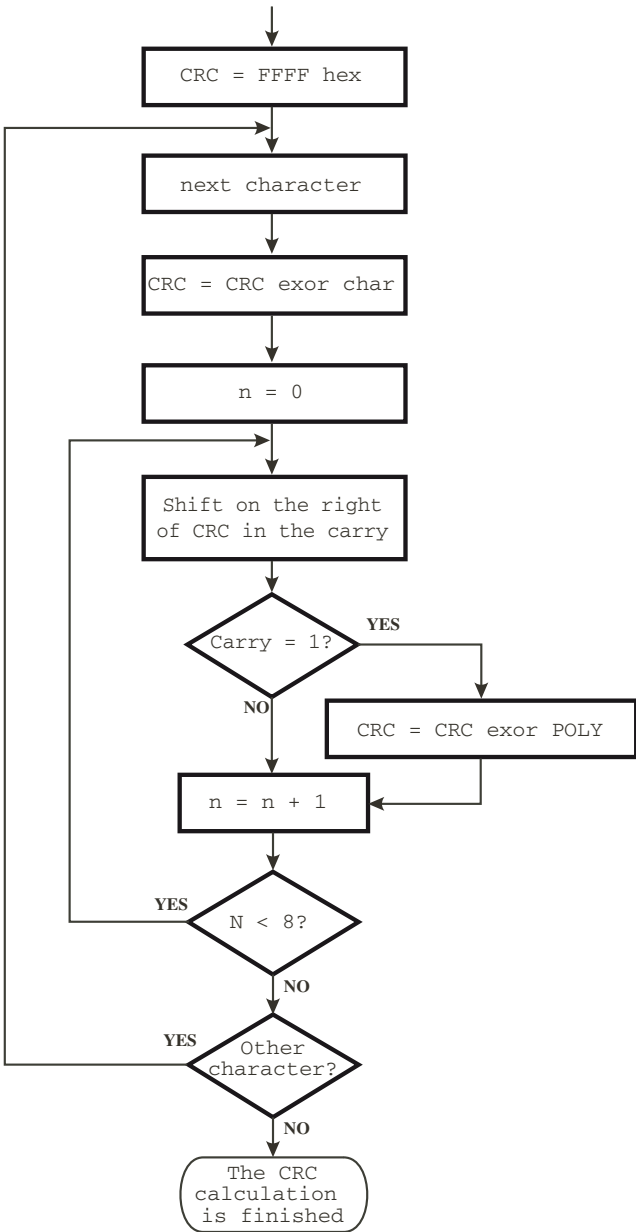 CRC = FFFF hex
next character
CRC = CRC exor char
n = 0
Shift on the right
of CRC in the carry
Carry = 1?
YES
NO
CRC = CRC exor POLY
n = n + 1
YES
N < 8?
NO
YES
Other
character?
NO
The CRC
calculation
is finished